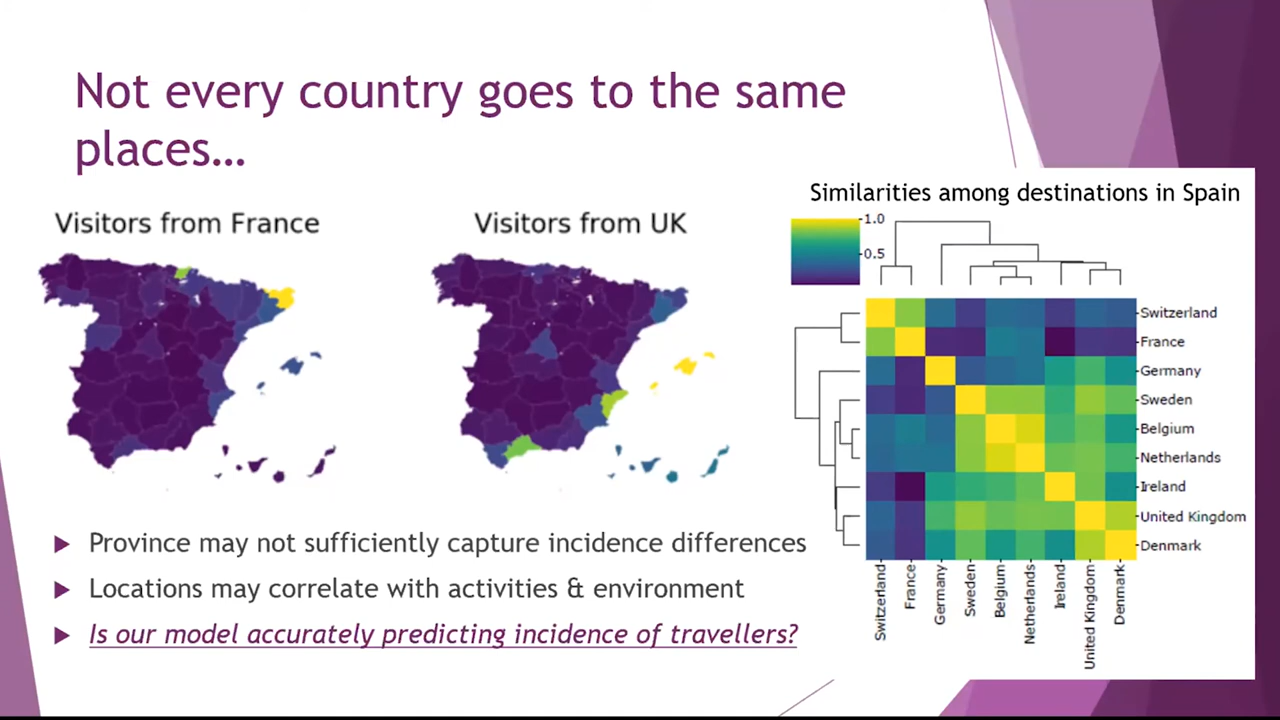 Not every country goes to the same
places…
Visitors from France
Visitors from UK
▶ Province may not sufficiently capture incidence differences
▶ Locations may correlate with activities & environment
▶ Is our model accurately predicting incidence of travellers?
Similarities among destinations in Spain
1.0
0.5
Switzerland
France
Germany
Sweden
Belgium
Netherlands
Ireland
United Kingdom
Denmark
Switzerland
France
Germany
Sweden
Belgium
Netherlands
Ireland
United Kingdom
Denmark